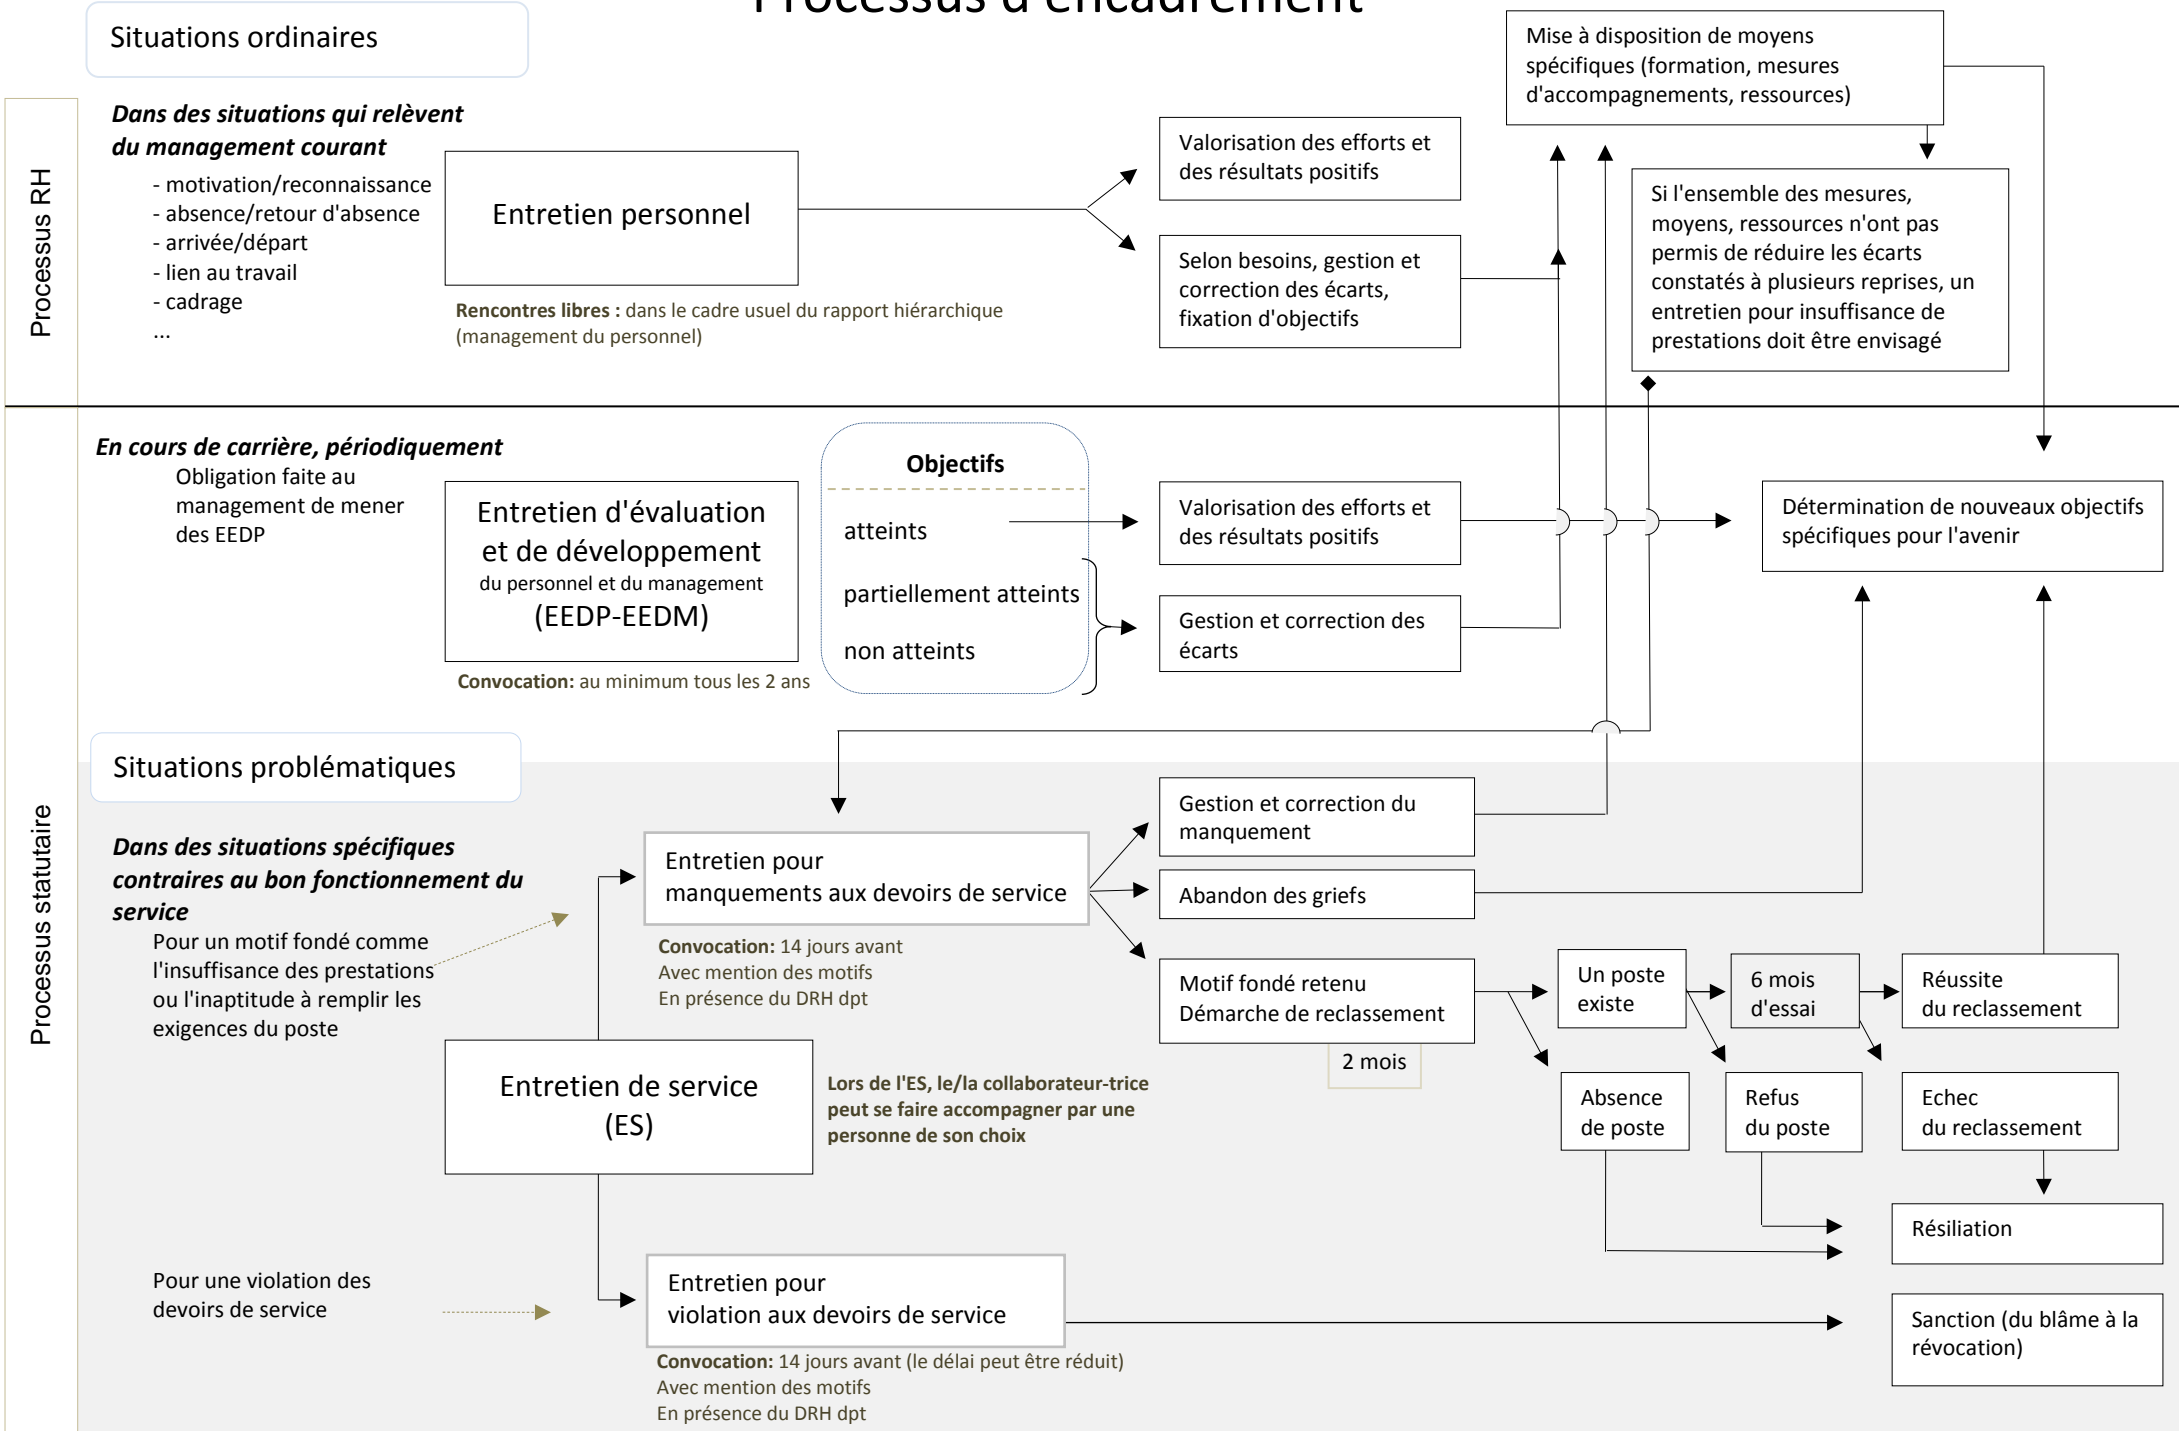 Processus d'encadrement
Situations ordinaires
Processus RH
Dans des situations qui relèvent
du management courant
- motivation/reconnaissance
- absence/retour d'absence
- arrivée/départ
- lien au travail
- cadrage
...
Entretien personnel
Rencontres libres : dans le cadre usuel du rapport hiérarchique
(management du personnel)
Valorisation des efforts et
des résultats positifs
Selon besoins, gestion et
correction des écarts,
fixation d'objectifs
Mise à disposition de moyens
spécifiques (formation, mesures
d'accompagnements, ressources)
Si l'ensemble des mesures,
moyens, ressources n'ont pas
permis de réduire les écarts
constatés à plusieurs reprises, un
entretien pour insuffisance de
prestations doit être envisagé
Processus statutaire
En cours de carrière, périodiquement
Obligation faite au
management de mener
des EEDP
Entretien d'évaluation
et de développement
du personnel et du management
(EEDP-EEDM)
Convocation: au minimum tous les 2 ans
Objectifs
atteints
partiellement atteints
non atteints
Valorisation des efforts et
des résultats positifs
Gestion et correction des
écarts
Détermination de nouveaux objectifs
spécifiques pour l'avenir
Situations problématiques
Dans des situations spécifiques
contraires au bon fonctionnement du
service
Pour un motif fondé comme
l'insuffisance des prestations
ou l'inaptitude à remplir les
exigences du poste
Entretien pour
manquements aux devoirs de service
Convocation: 14 jours avant
Avec mention des motifs
En présence du DRH dpt
Gestion et correction du
manquement
Abandon des griefs
Motif fondé retenu
Démarche de reclassement
2 mois
Un poste
existe
6 mois
d'essai
Réussite
du reclassement
Absence
de poste
Refus
du poste
Echec
du reclassement
Entretien de service
(ES)
Lors de l'ES, le/la collaborateur-trice
peut se faire accompagner par une
personne de son choix
Résiliation
Pour une violation des
devoirs de service
Entretien pour
violation aux devoirs de service
Convocation: 14 jours avant (le délai peut être réduit)
Avec mention des motifs
En présence du DRH dpt
Sanction (du blâme à la
révocation)